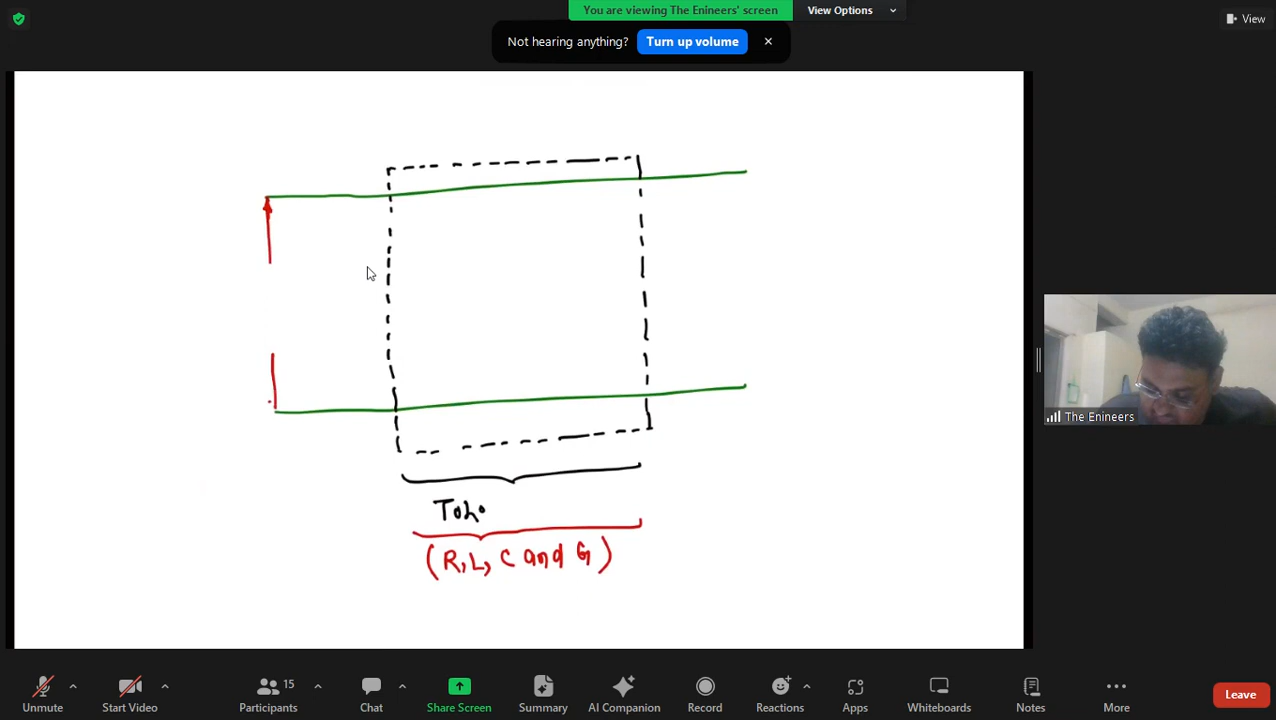 You are viewing The Enineers' screen
View Options
View
Not hearing anything?
Turn up volume
The Enineers
(R, L, C and G)
Unmute
Start Video
15
Participants
Chat
Share Screen
Summary
AI Companion
Record
Reactions
Apps
Whiteboards
Notes
More
Leave